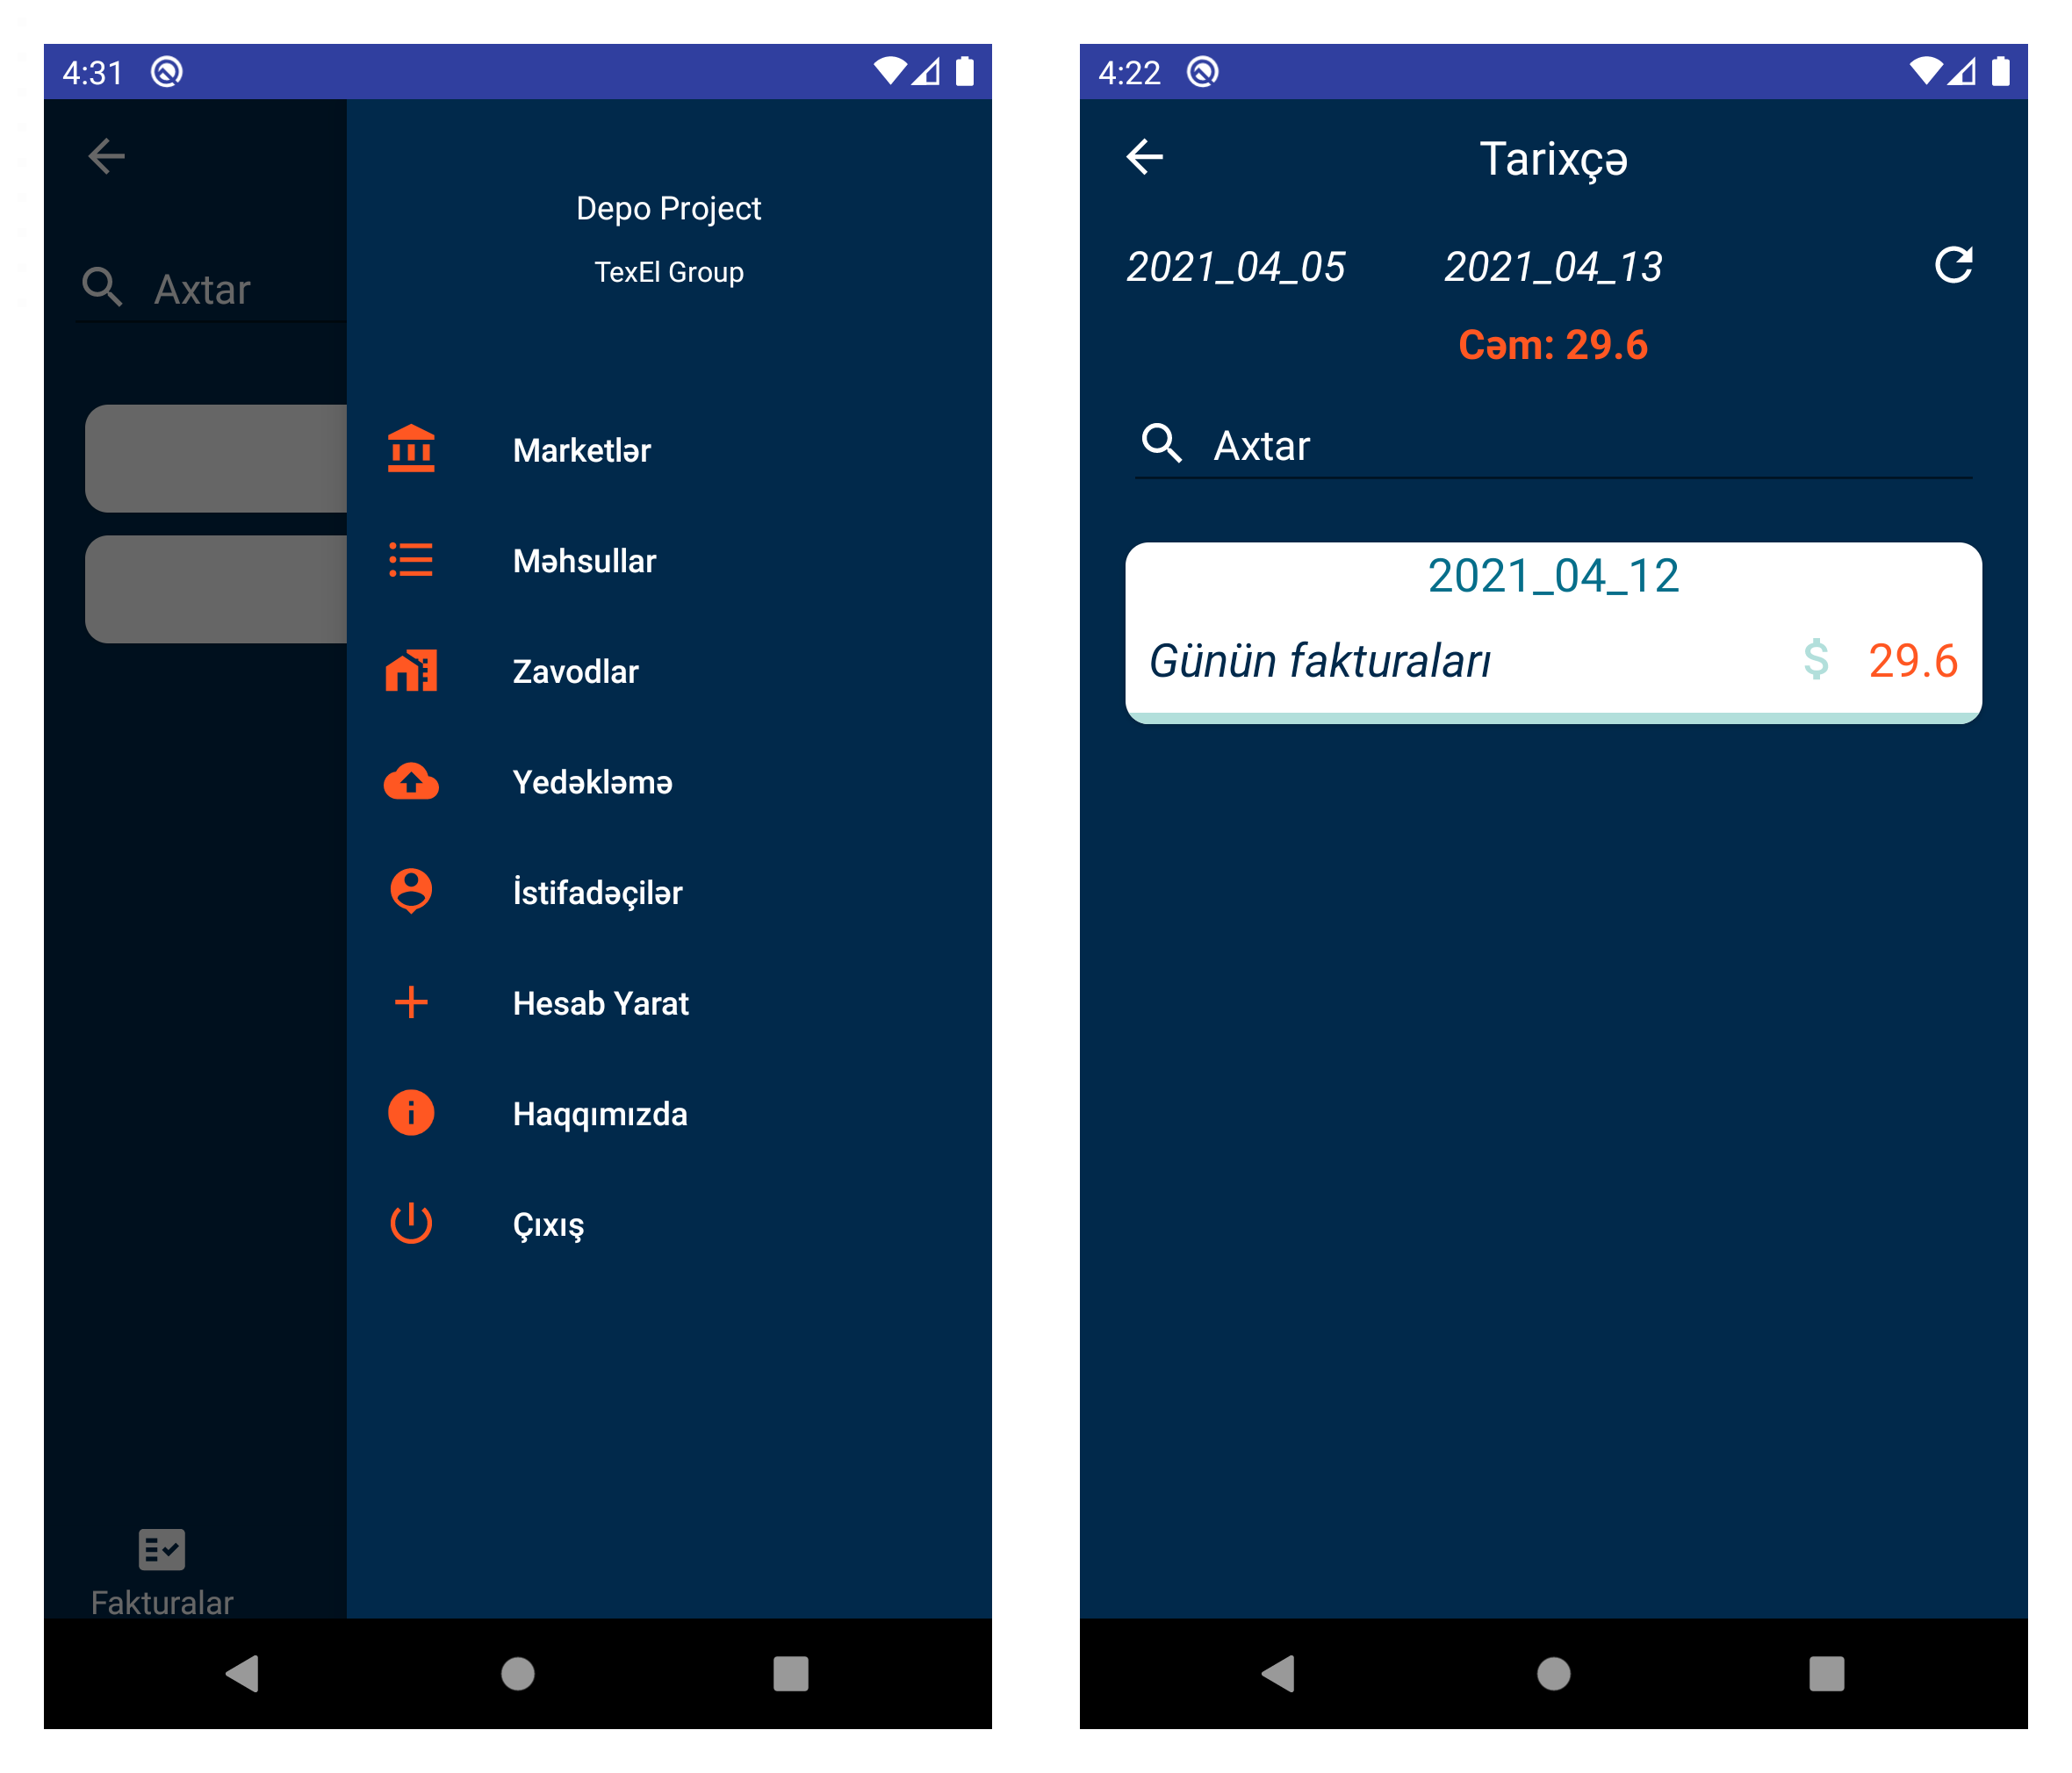 4:31
Axtar
Depo Project
TexEl Group
Marketlər
Məhsullar
Zavodlar
Yedəkləmə
İstifadəçilər
Hesab Yarat
Haqqımızda
Çıxış
Fakturalar
4:22
Tarixçə
2021_04_05 2021_04_13
Cəm: 29.6
Axtar
2021_04_12
Günün fakturaları $ 29.6